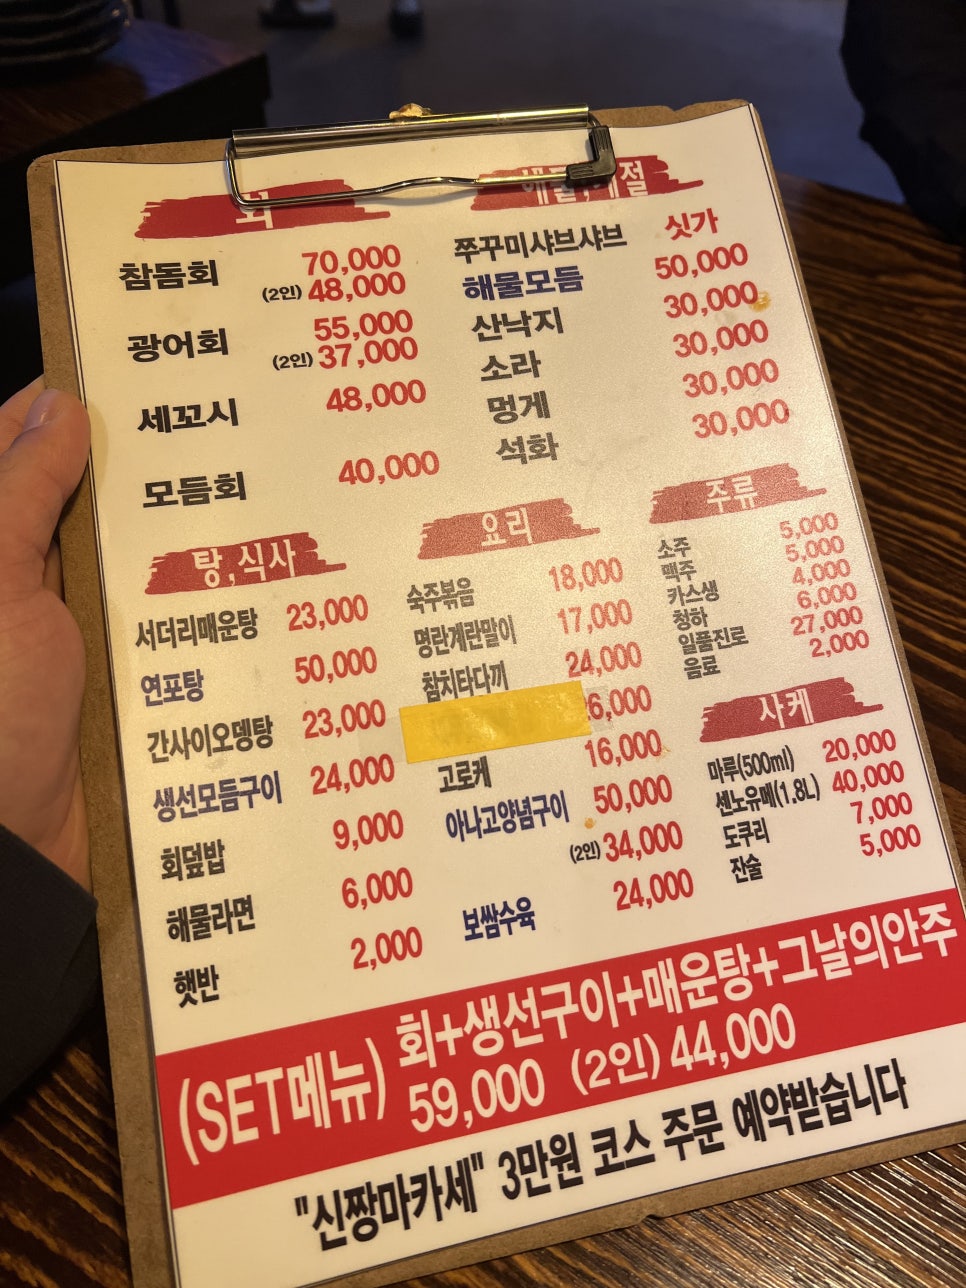 회
참돔회 70,000
(2인) 48,000
광어회 55,000
(2인) 37,000
세꼬시 48,000
모듬회 40,000
해물,계절
쭈꾸미샤브샤브 싯가
해물모듬 50,000
산낙지 30,000
소라 30,000
멍게 30,000
석화 30,000
탕,식사
서더리매운탕 23,000
연포탕 50,000
간사이오뎅탕 23,000
생선모듬구이 24,000
회덮밥 9,000
해물라면 6,000
햇반 2,000
요리
숙주볶음 18,000
명란계란말이 17,000
참치타다끼 24,000
26,000
고로케 16,000
아나고양념구이 50,000
(2인) 34,000
보쌈수육 24,000
주류
소주 5,000
맥주 5,000
카스생 4,000
청하 6,000
일품진로 27,000
음료 2,000
사케
마루(500ml) 20,000
센노유메(1.8L) 40,000
도쿠리 7,000
잔술 5,000
(SET메뉴) 회+생선구이+매운탕+그날의안주
59,000 (2인) 44,000
"신짱마카세" 3만원 코스 주문 예약받습니다